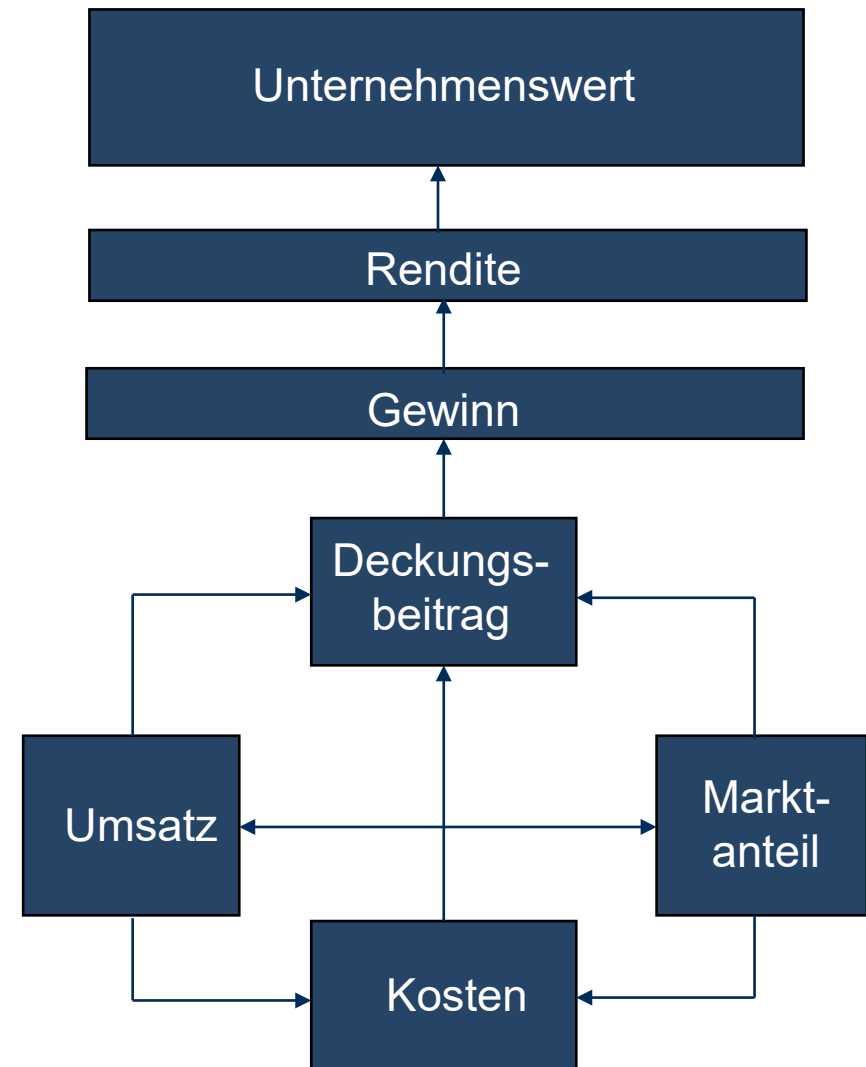 Unternehmenswert
Rendite
Gewinn
Deckungs-
beitrag
Umsatz
Markt-
anteil
Kosten